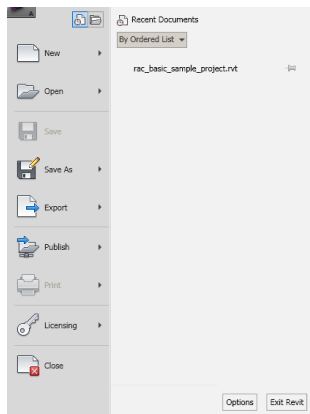 A
Recent Documents
By Ordered List
rac_basic_sample_project.rvt
New
Open
Save
Save As
Export
Publish
Print
Licensing
Close
Options
Exit Revit